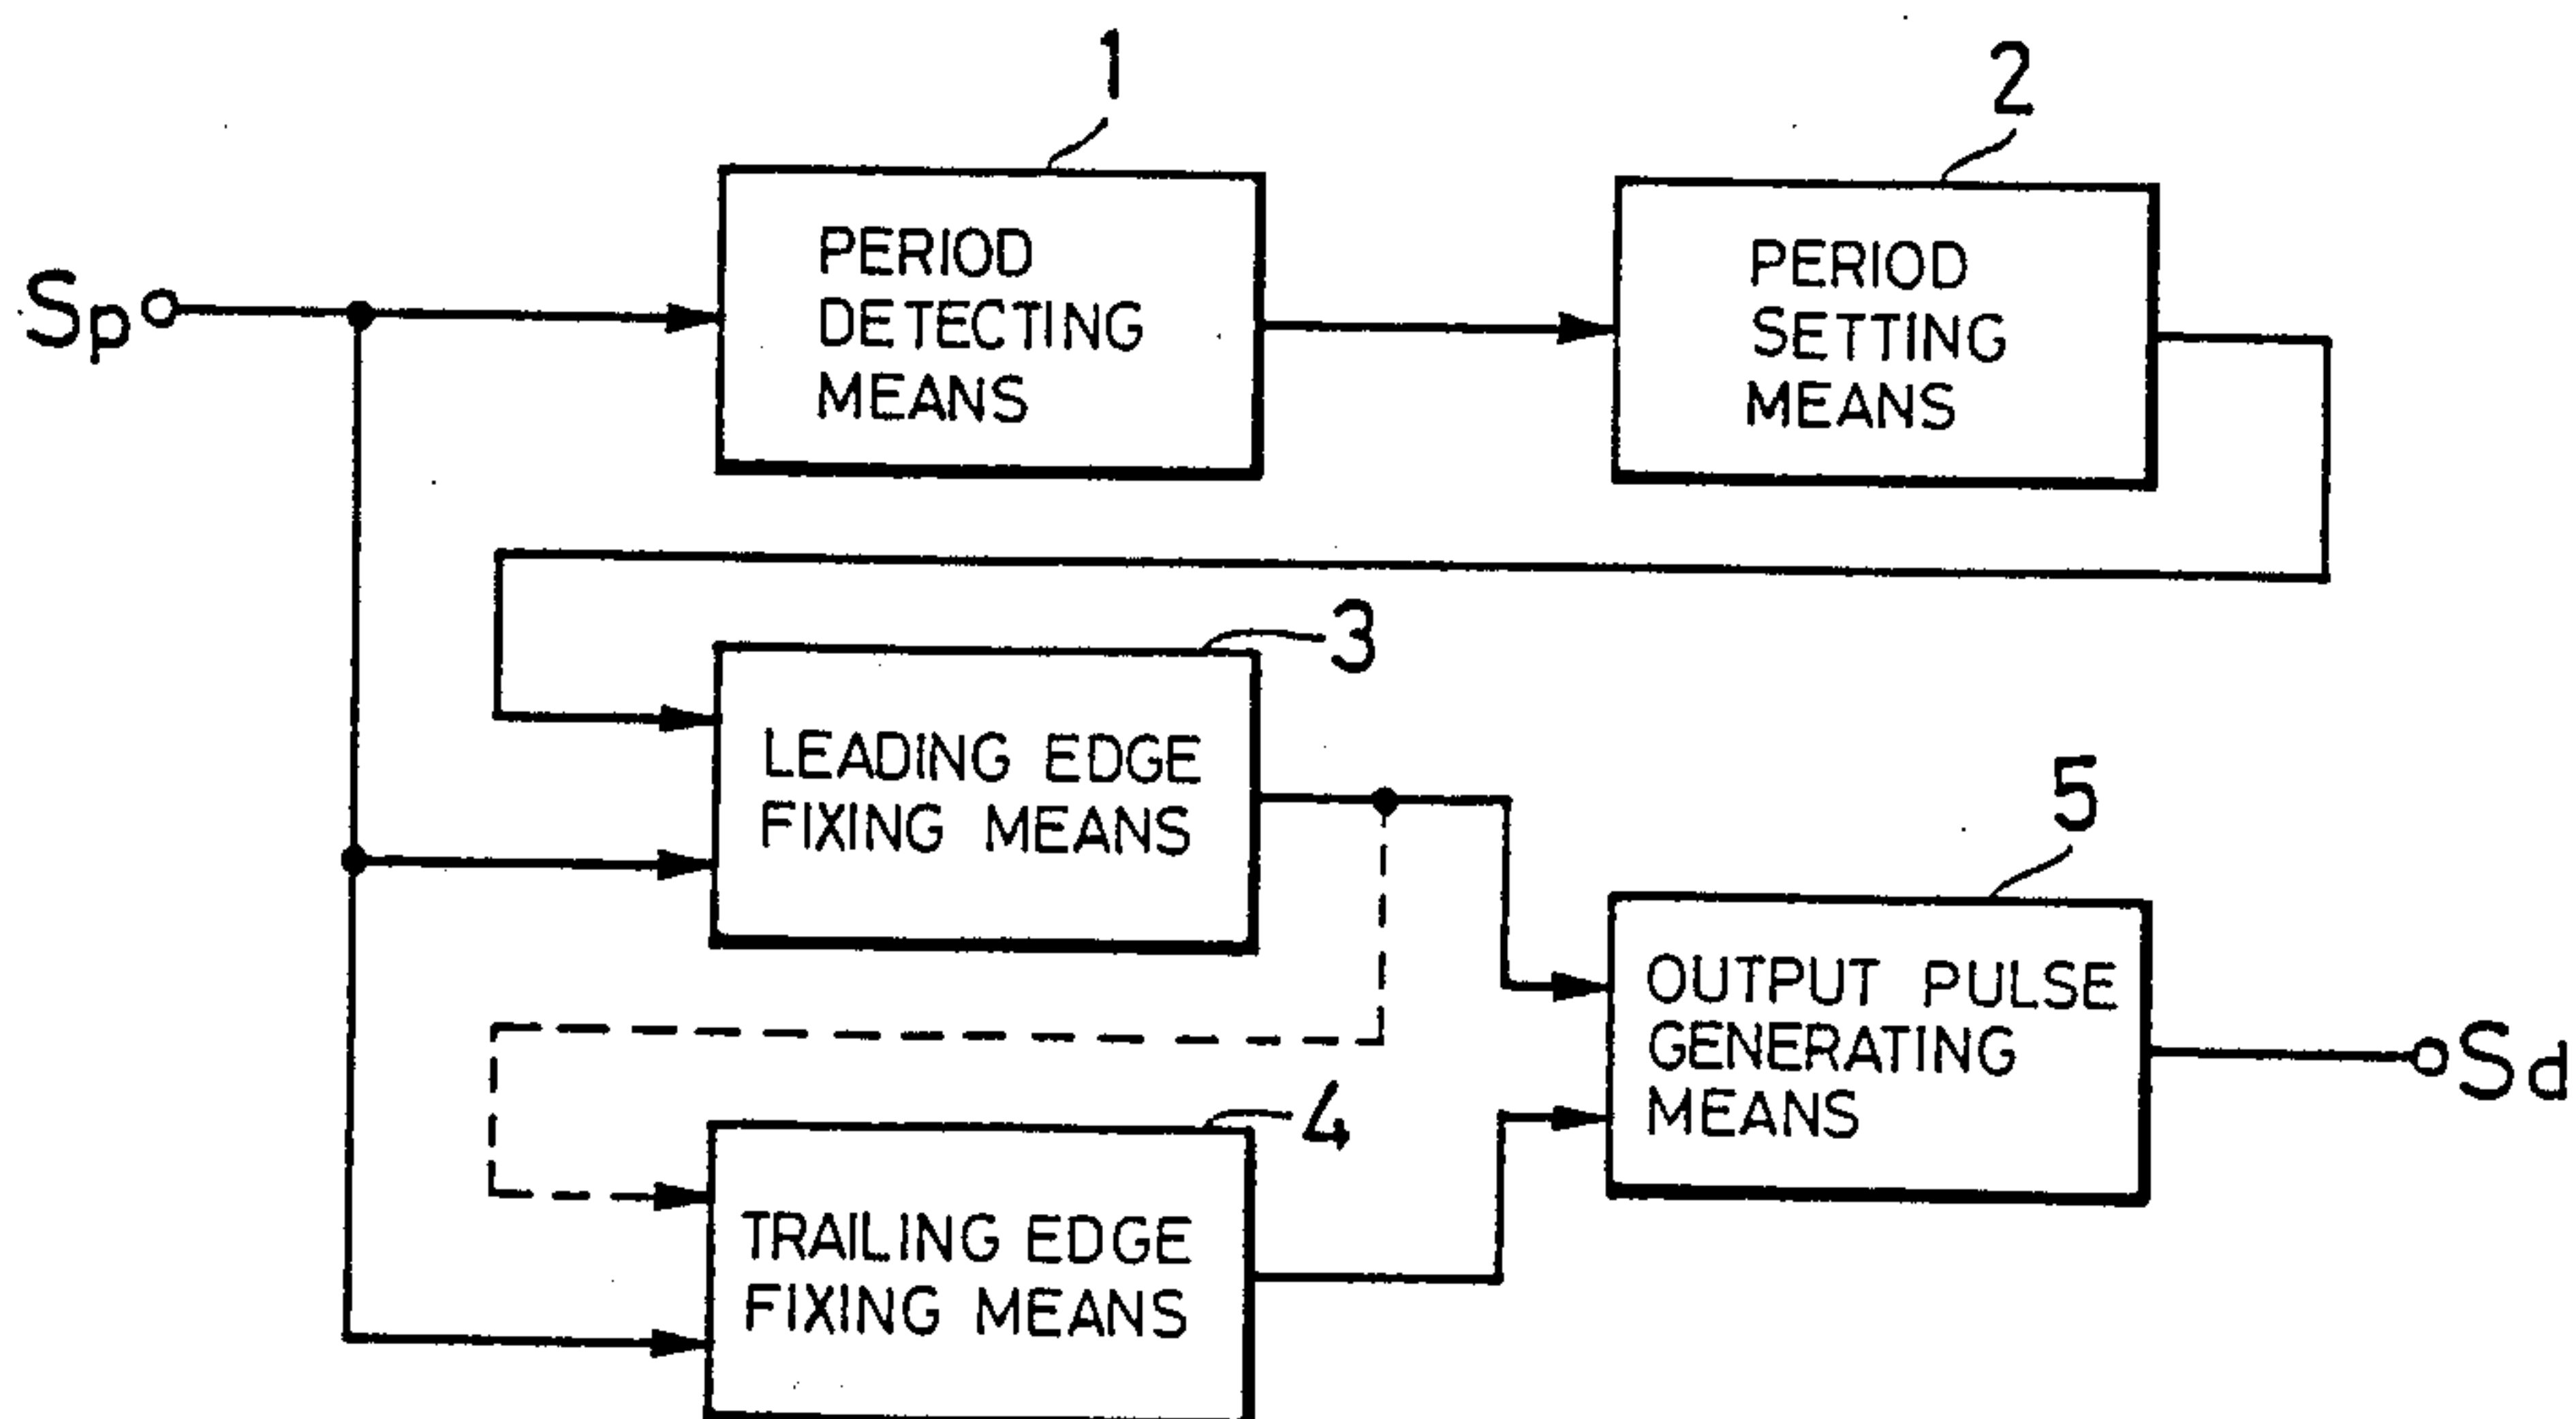 1
2
Sp
PERIOD
DETECTING
MEANS
PERIOD
SETTING
MEANS
3
LEADING EDGE
FIXING MEANS
5
OUTPUT PULSE
GENERATING
MEANS
Sd
4
TRAILING EDGE
FIXING MEANS